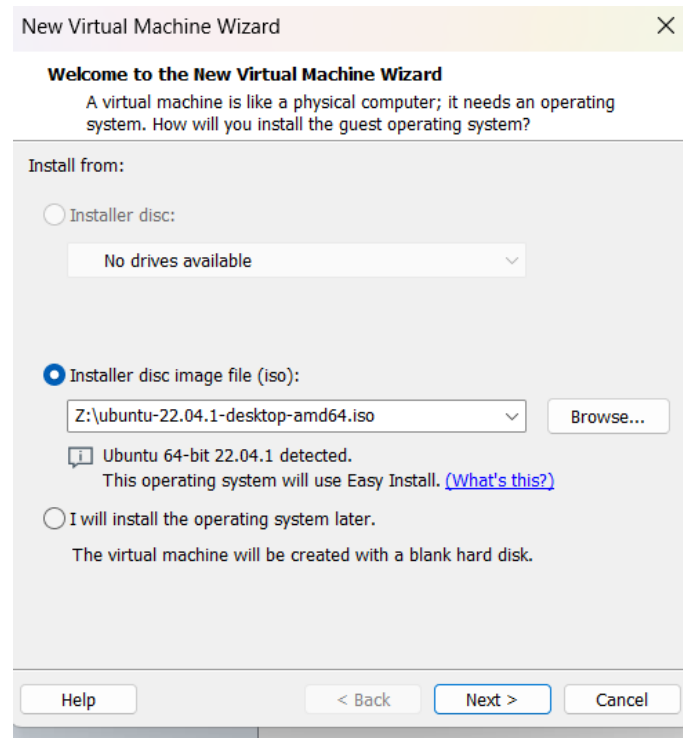 New Virtual Machine Wizard
Welcome to the New Virtual Machine Wizard
A virtual machine is like a physical computer; it needs an operating
system. How will you install the guest operating system?
Install from:
Installer disc:
No drives available
Installer disc image file (iso):
Z:\ubuntu-22.04.1-desktop-amd64.iso
Browse...
Ubuntu 64-bit 22.04.1 detected.
This operating system will use Easy Install. (What's this?)
I will install the operating system later.
The virtual machine will be created with a blank hard disk.
Help
< Back
Next >
Cancel